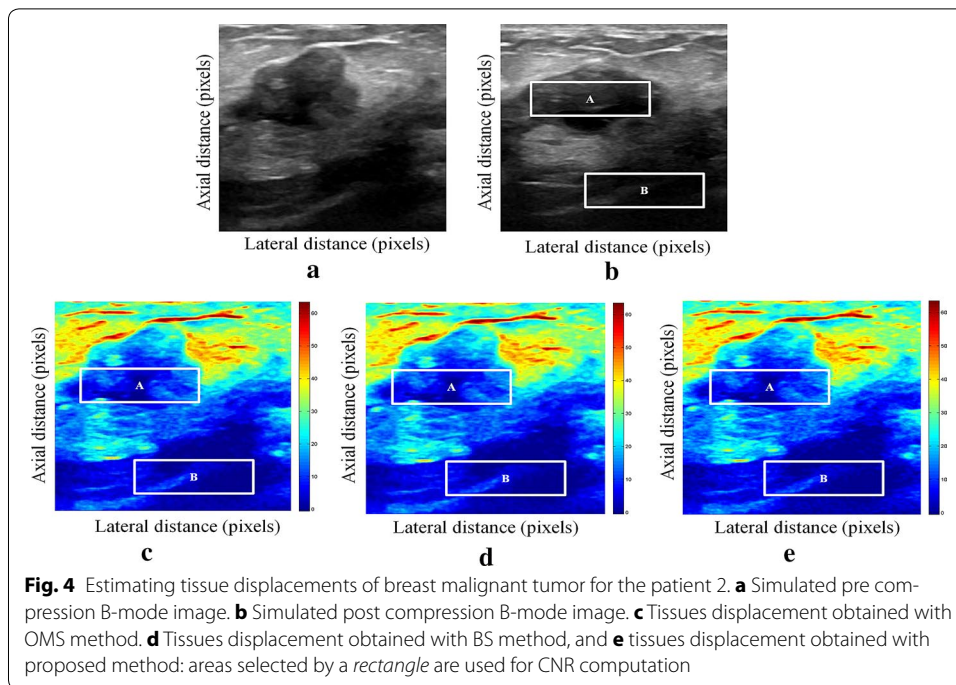 Axial distance (pixels)
Lateral distance (pixels)
a
Axial distance (pixels)
A
B
Lateral distance (pixels)
b
Axial distance (pixels)
A
B
60
50
40
30
20
10
0
Lateral distance (pixels)
c
Axial distance (pixels)
A
B
60
50
40
30
20
10
0
Lateral distance (pixels)
d
Axial distance (pixels)
A
B
60
50
40
30
20
10
0
Lateral distance (pixels)
e
Fig. 4 Estimating tissue displacements of breast malignant tumor for the patient 2. a Simulated pre com-
pression B-mode image. b Simulated post compression B-mode image. c Tissues displacement obtained with
OMS method. d Tissues displacement obtained with BS method, and e tissues displacement obtained with
proposed method: areas selected by a rectangle are used for CNR computation